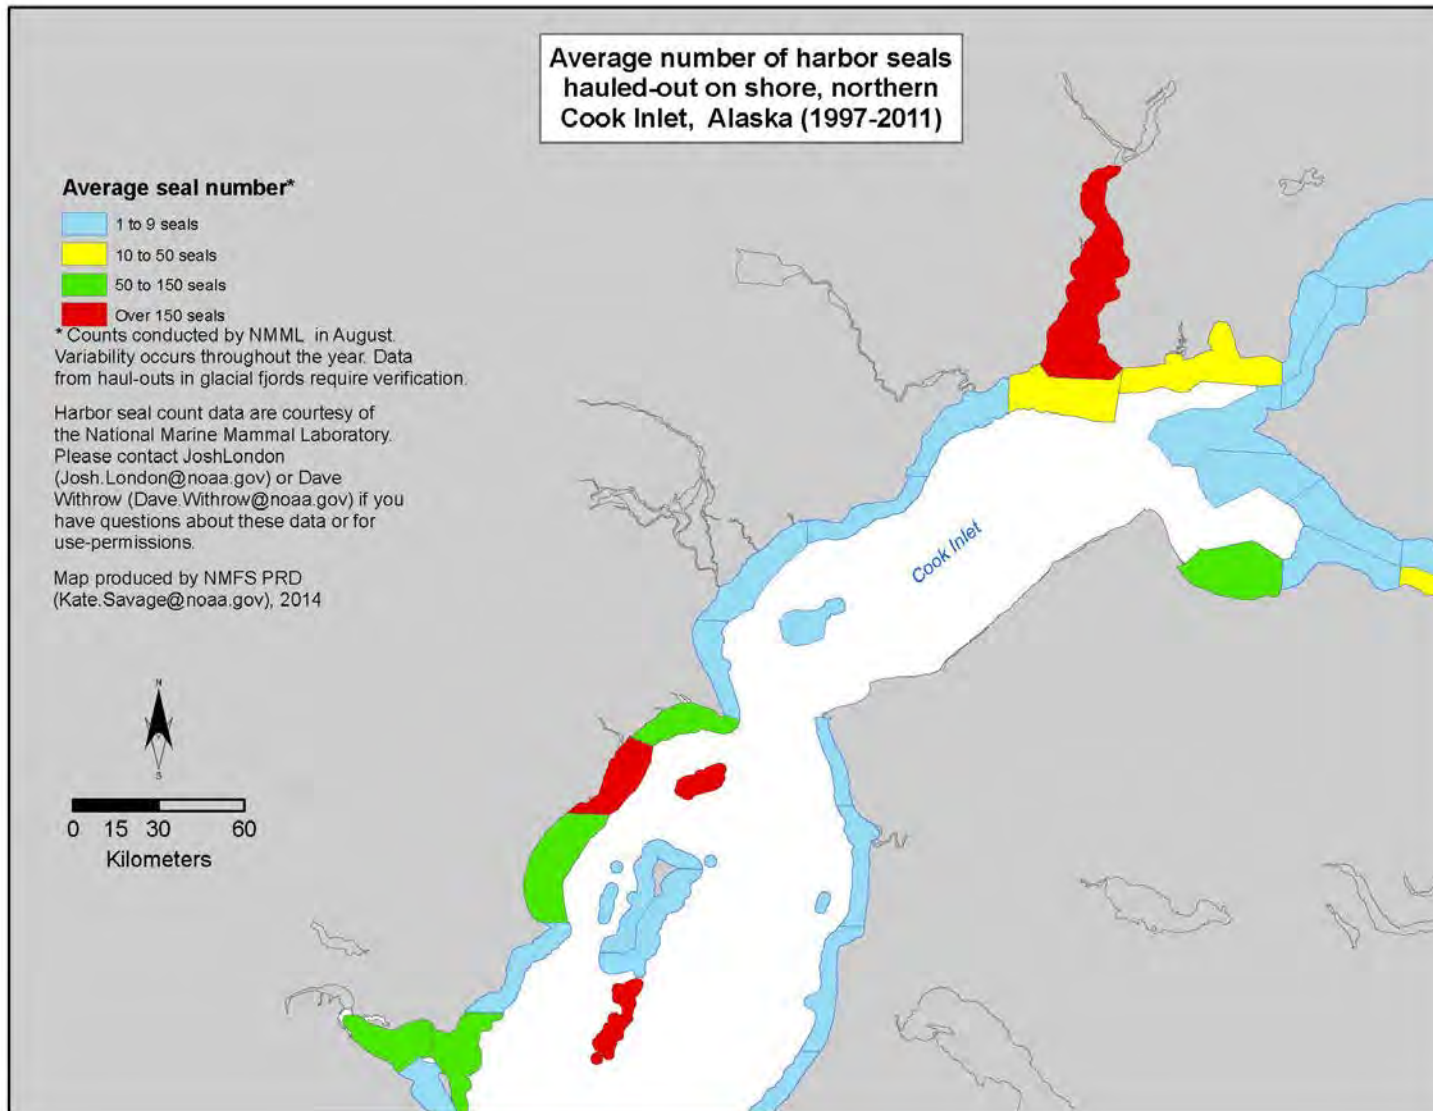 Average number of harbor seals
hauled-out on shore, northern
Cook Inlet, Alaska (1997-2011)
Average seal number*
1 to 9 seals
10 to 50 seals
50 to 150 seals
Over 150 seals
* Counts conducted by NMML in August.
Variability occurs throughout the year. Data
from haul-outs in glacial fjords require verification.
Harbor seal count data are courtesy of
the National Marine Mammal Laboratory.
Please contact JoshLondon
(Josh.London@noaa.gov) or Dave
Withrow (Dave.Withrow@noaa.gov) if you
have questions about these data or for
use-permissions.
Map produced by NMFS PRD
(Kate.Savage@noaa.gov), 2014
Cook Inlet
N
S
0 15 30 60
Kilometers